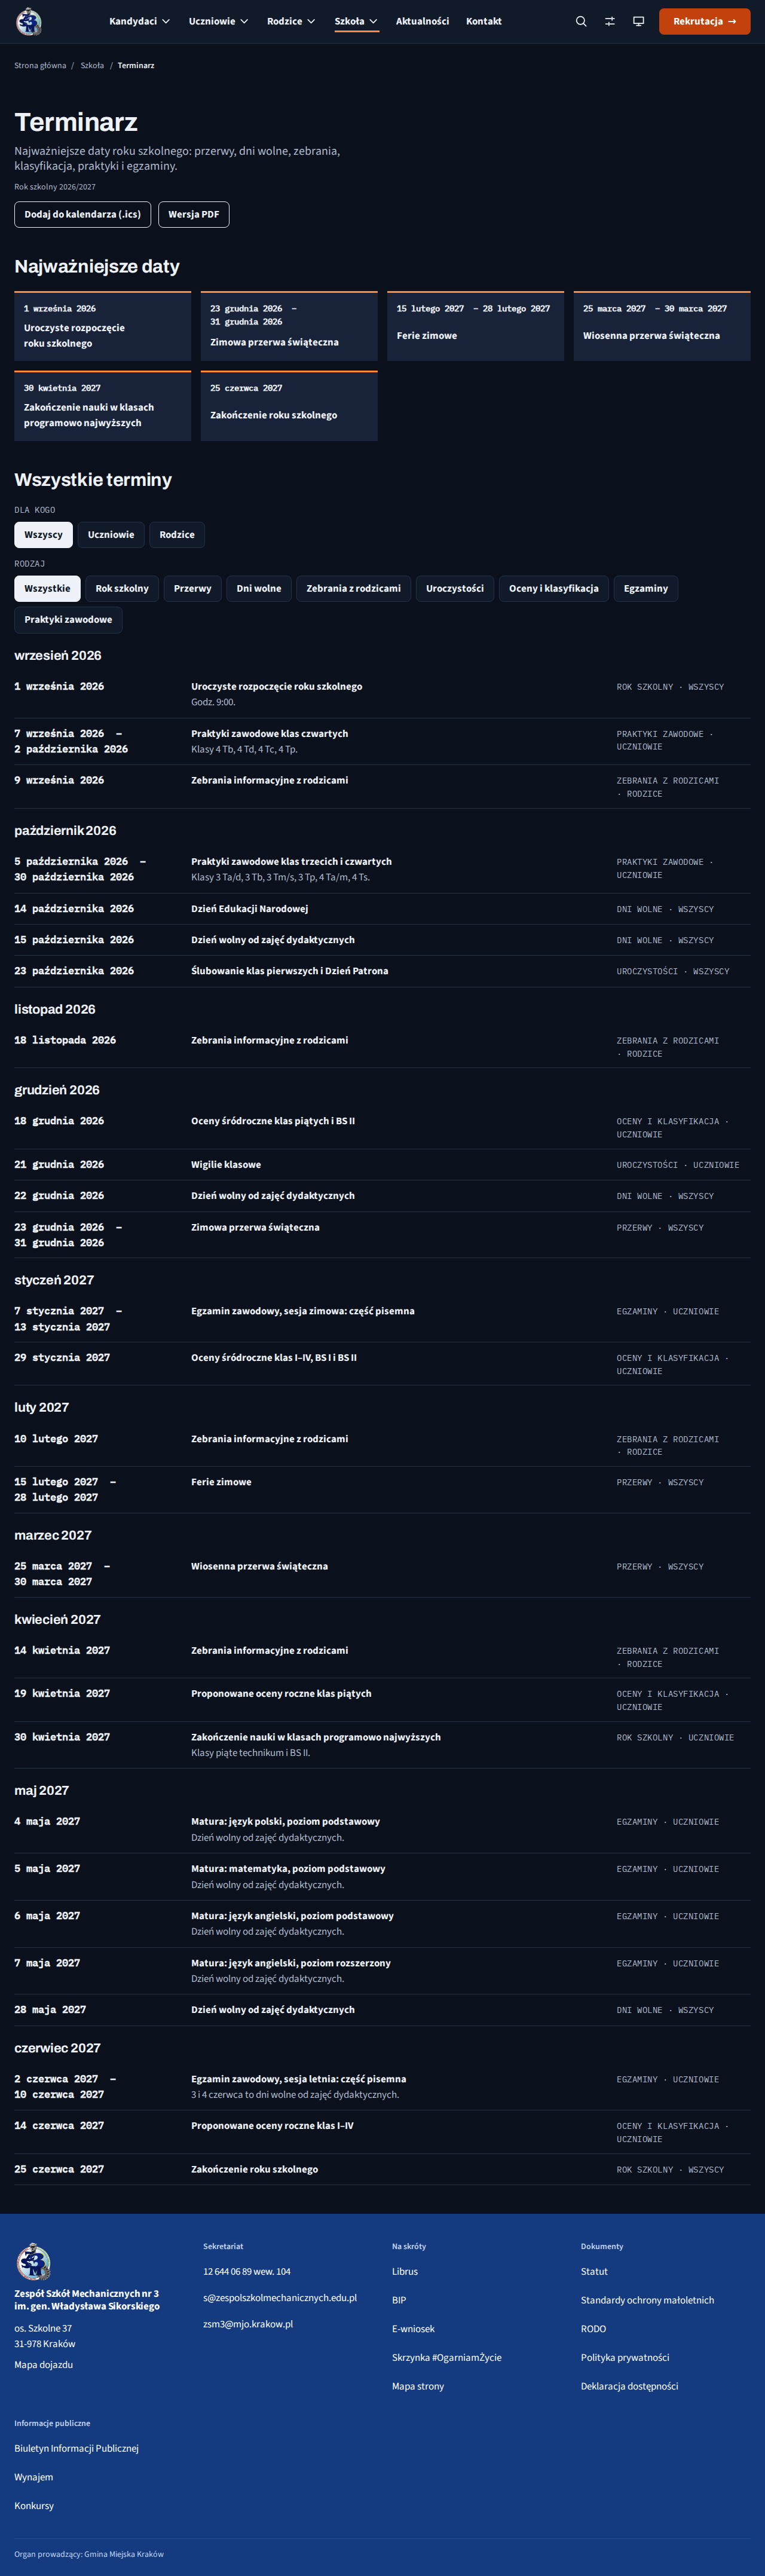 Kandydaci Uczniowie Rodzice Szkoła Aktualności Kontakt Rekrutacja →
Strona główna / Szkoła / Terminarz
Terminarz
Najważniejsze daty roku szkolnego: przerwy, dni wolne, zebrania,
klasyfikacja, praktyki i egzaminy.
Rok szkolny 2026/2027
Dodaj do kalendarza (.ics) Wersja PDF
Najważniejsze daty
1 września 2026
Uroczyste rozpoczęcie
roku szkolnego
23 grudnia 2026 –
31 grudnia 2026
Zimowa przerwa świąteczna
15 lutego 2027 – 28 lutego 2027
Ferie zimowe
25 marca 2027 – 30 marca 2027
Wiosenna przerwa świąteczna
30 kwietnia 2027
Zakończenie nauki w klasach
programowo najwyższych
25 czerwca 2027
Zakończenie roku szkolnego
Wszystkie terminy
DLA KOGO
Wszyscy Uczniowie Rodzice
RODZAJ
Wszystkie Rok szkolny Przerwy Dni wolne Zebrania z rodzicami Uroczystości Oceny i klasyfikacja Egzaminy
Praktyki zawodowe
wrzesień 2026
1 września 2026
Uroczyste rozpoczęcie roku szkolnego
Godz. 9:00.
ROK SZKOLNY · WSZYSCY
7 września 2026 –
2 października 2026
Praktyki zawodowe klas czwartych
Klasy 4 Tb, 4 Td, 4 Tc, 4 Tp.
PRAKTYKI ZAWODOWE ·
UCZNIOWIE
9 września 2026
Zebrania informacyjne z rodzicami
ZEBRANIA Z RODZICAMI
· RODZICE
październik 2026
5 października 2026 –
30 października 2026
Praktyki zawodowe klas trzecich i czwartych
Klasy 3 Ta/d, 3 Tb, 3 Tm/s, 3 Tp, 4 Ta/m, 4 Ts.
PRAKTYKI ZAWODOWE ·
UCZNIOWIE
14 października 2026
Dzień Edukacji Narodowej
DNI WOLNE · WSZYSCY
15 października 2026
Dzień wolny od zajęć dydaktycznych
DNI WOLNE · WSZYSCY
23 października 2026
Ślubowanie klas pierwszych i Dzień Patrona
UROCZYSTOŚCI · WSZYSCY
listopad 2026
18 listopada 2026
Zebrania informacyjne z rodzicami
ZEBRANIA Z RODZICAMI
· RODZICE
grudzień 2026
18 grudnia 2026
Oceny śródroczne klas piątych i BS II
OCENY I KLASYFIKACJA ·
UCZNIOWIE
21 grudnia 2026
Wigilie klasowe
UROCZYSTOŚCI · UCZNIOWIE
22 grudnia 2026
Dzień wolny od zajęć dydaktycznych
DNI WOLNE · WSZYSCY
23 grudnia 2026 –
31 grudnia 2026
Zimowa przerwa świąteczna
PRZERWY · WSZYSCY
styczeń 2027
7 stycznia 2027 –
13 stycznia 2027
Egzamin zawodowy, sesja zimowa: część pisemna
EGZAMINY · UCZNIOWIE
29 stycznia 2027
Oceny śródroczne klas I–IV, BS I i BS II
OCENY I KLASYFIKACJA ·
UCZNIOWIE
luty 2027
10 lutego 2027
Zebrania informacyjne z rodzicami
ZEBRANIA Z RODZICAMI
· RODZICE
15 lutego 2027 –
28 lutego 2027
Ferie zimowe
PRZERWY · WSZYSCY
marzec 2027
25 marca 2027 –
30 marca 2027
Wiosenna przerwa świąteczna
PRZERWY · WSZYSCY
kwiecień 2027
14 kwietnia 2027
Zebrania informacyjne z rodzicami
ZEBRANIA Z RODZICAMI
· RODZICE
19 kwietnia 2027
Proponowane oceny roczne klas piątych
OCENY I KLASYFIKACJA ·
UCZNIOWIE
30 kwietnia 2027
Zakończenie nauki w klasach programowo najwyższych
Klasy piąte technikum i BS II.
ROK SZKOLNY · UCZNIOWIE
maj 2027
4 maja 2027
Matura: język polski, poziom podstawowy
Dzień wolny od zajęć dydaktycznych.
EGZAMINY · UCZNIOWIE
5 maja 2027
Matura: matematyka, poziom podstawowy
Dzień wolny od zajęć dydaktycznych.
EGZAMINY · UCZNIOWIE
6 maja 2027
Matura: język angielski, poziom podstawowy
Dzień wolny od zajęć dydaktycznych.
EGZAMINY · UCZNIOWIE
7 maja 2027
Matura: język angielski, poziom rozszerzony
Dzień wolny od zajęć dydaktycznych.
EGZAMINY · UCZNIOWIE
28 maja 2027
Dzień wolny od zajęć dydaktycznych
DNI WOLNE · WSZYSCY
czerwiec 2027
2 czerwca 2027 –
10 czerwca 2027
Egzamin zawodowy, sesja letnia: część pisemna
3 i 4 czerwca to dni wolne od zajęć dydaktycznych.
EGZAMINY · UCZNIOWIE
14 czerwca 2027
Proponowane oceny roczne klas I–IV
OCENY I KLASYFIKACJA ·
UCZNIOWIE
25 czerwca 2027
Zakończenie roku szkolnego
ROK SZKOLNY · WSZYSCY
Zespół Szkół Mechanicznych nr 3
im. gen. Władysława Sikorskiego
os. Szkolne 37
31-978 Kraków
Mapa dojazdu
Sekretariat
12 644 06 89 wew. 104
s@zespolszkolmechanicznych.edu.pl
zsm3@mjo.krakow.pl
Na skróty
Librus
BIP
E-wniosek
Skrzynka #OgarniamŻycie
Mapa strony
Dokumenty
Statut
Standardy ochrony małoletnich
RODO
Polityka prywatności
Deklaracja dostępności
Informacje publiczne
Biuletyn Informacji Publicznej
Wynajem
Konkursy
Organ prowadzący: Gmina Miejska Kraków